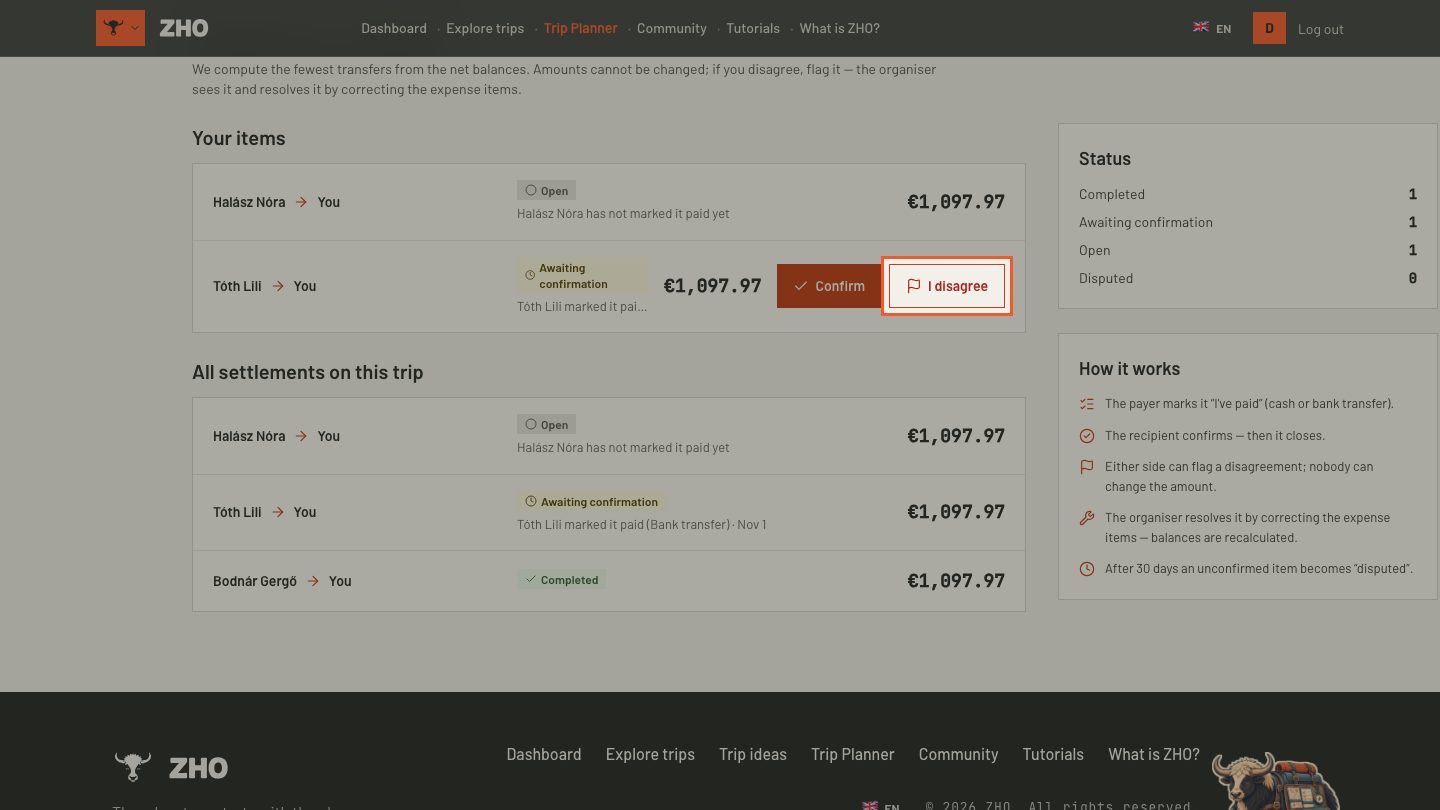 ZHO
Dashboard · Explore trips · Trip Planner · Community · Tutorials · What is ZHO?
EN
D
Log out
We compute the fewest transfers from the net balances. Amounts cannot be changed; if you disagree, flag it — the organiser
sees it and resolves it by correcting the expense items.
Your items
Halász Nóra → You
Open
Halász Nóra has not marked it paid yet
€1,097.97
Tóth Lili → You
Awaiting
confirmation
Tóth Lili marked it pai...
€1,097.97
Confirm
I disagree
All settlements on this trip
Halász Nóra → You
Open
Halász Nóra has not marked it paid yet
€1,097.97
Tóth Lili → You
Awaiting confirmation
Tóth Lili marked it paid (Bank transfer) · Nov 1
€1,097.97
Bodnár Gergő → You
Completed
€1,097.97
Status
Completed 1
Awaiting confirmation 1
Open 1
Disputed 0
How it works
The payer marks it "I've paid" (cash or bank transfer).
The recipient confirms — then it closes.
Either side can flag a disagreement; nobody can
change the amount.
The organiser resolves it by correcting the expense
items — balances are recalculated.
After 30 days an unconfirmed item becomes "disputed".
ZHO
Dashboard Explore trips Trip ideas Trip Planner Community Tutorials What is ZHO?
EN
© 2026 ZHO. All rights reserved